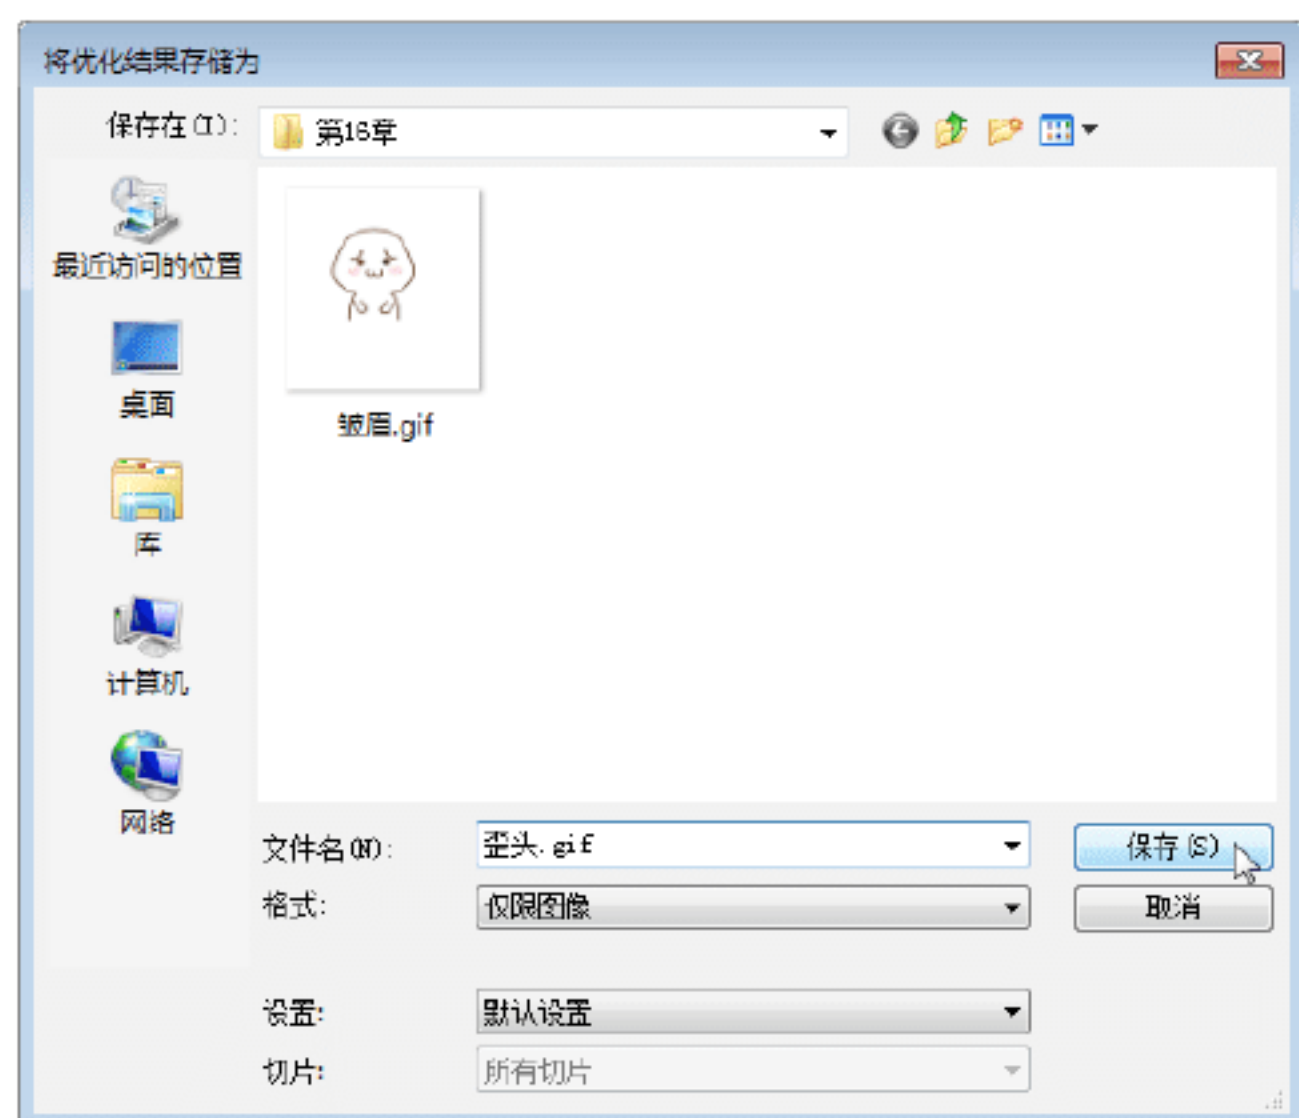 将优化结果存储为
保存在(I):
第16章
最近访问的位置
桌面
库
计算机
网络
皱眉.gif
文件名(N):
歪头.gif
保存(S)
格式:
仅限图像
取消
设置:
默认设置
切片:
所有切片